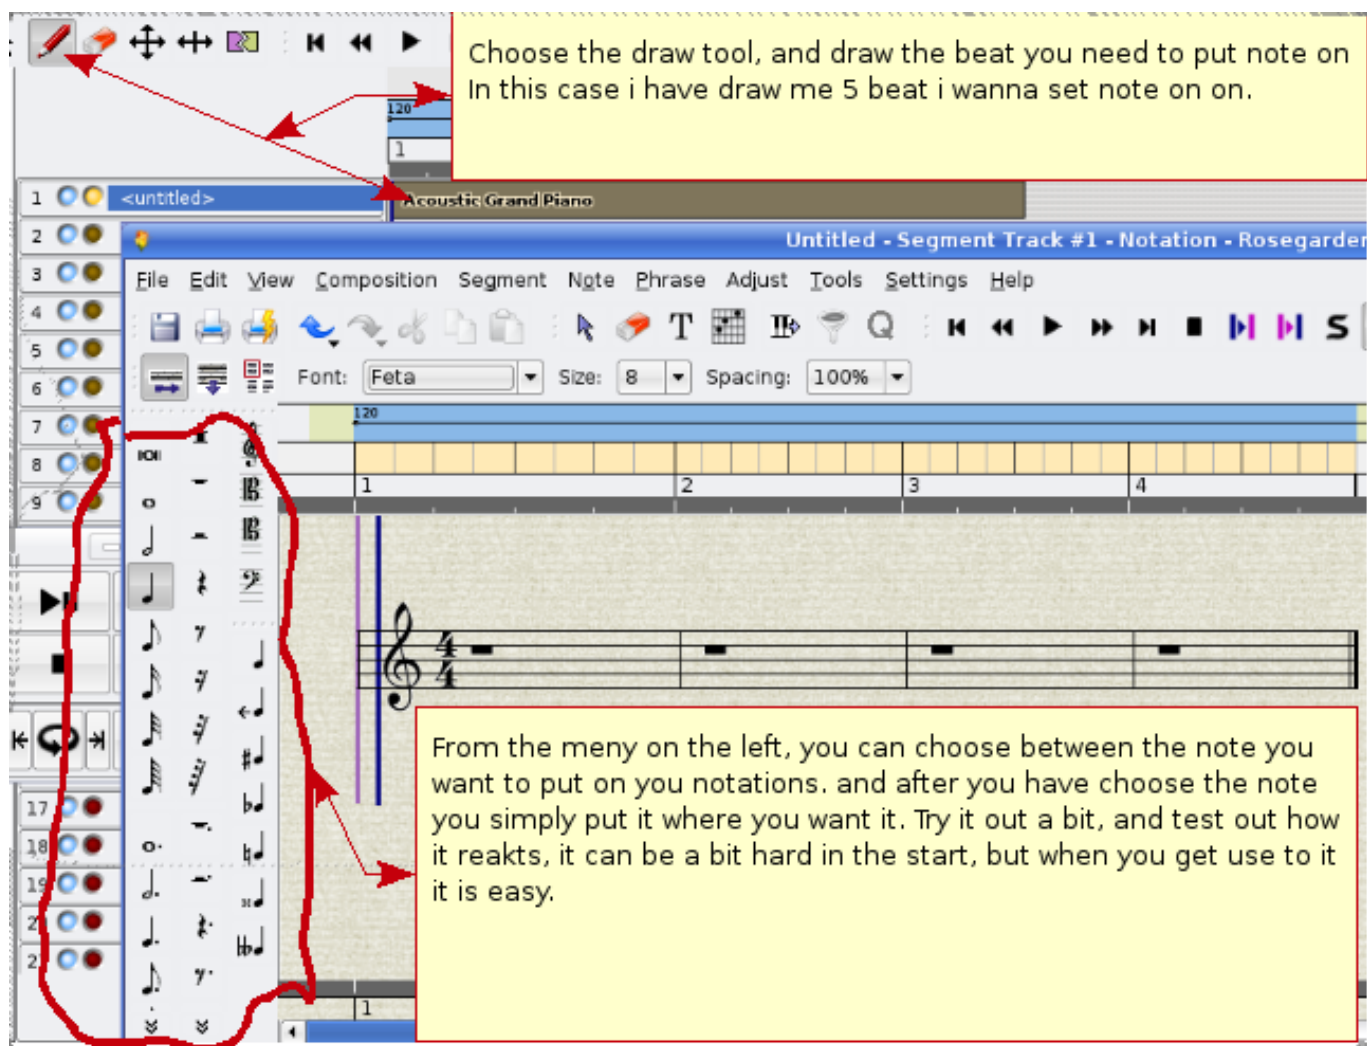 Choose the draw tool, and draw the beat you need to put note on
In this case i have draw me 5 beat i wanna set note on on.
120
1
1 <untitled> Acoustic Grand Piano
2
Untitled - Segment Track #1 - Notation - Rosegarden
3
File Edit View Composition Segment Note Phrase Adjust Tools Settings Help
4
5
6
Font: Feta Size: 8 Spacing: 100%
7
120
8
9
1 2 3 4
From the meny on the left, you can choose between the note you
want to put on you notations. and after you have choose the note
you simply put it where you want it. Try it out a bit, and test out how
it reakts, it can be a bit hard in the start, but when you get use to it
it is easy.
17
18
19
2
2
1